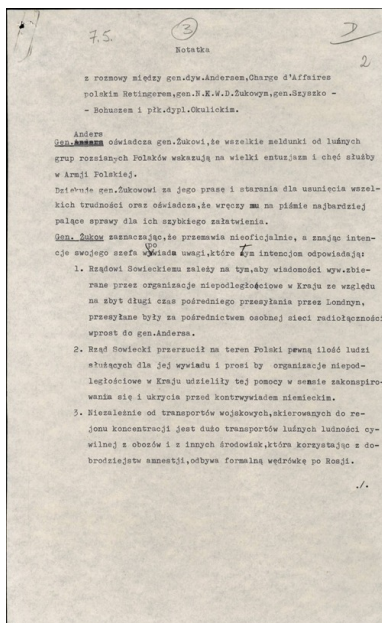 7.5.
3
D
2
Notatka
z rozmowy między gen.dyw.Andersem,Charge d'Affaires
polskim Retingerem,gen.N.K.W.D.Żukowym,gen.Szyszko -
- Bohuszem i płk.dypl.Okulickim.
Anders
Gen. oświadcza gen.Żukowi,że wszelkie meldunki od luźnych
grup rozsianych Polaków wskazują na wielki entuzjazm i chęć służby
w Armji Polskiej.
Dziękuje gen.Żukowowi za jego prasę i starania dla usunięcia wszel-
kich trudności oraz oświadcza,że wręczy mu na piśmie najbardziej
palące sprawy dla ich szybkiego załatwienia.
Gen. Żukow zaznaczając,że przemawia nieoficjalnie, a znając inten-
cje swojego szefa wypowiada uwagi,które tym intencjom odpowiadają:
1. Rządowi Sowieckiemu zależy na tym,aby wiadomości wyw.zbie-
rane przez organizacje niepodległościowe w Kraju ze względu
na zbyt długi czas pośredniego przesyłania przez Londnyn,
przesyłane były za pośrednictwem osobnej sieci radiołączności
wprost do gen.Andersa.
2. Rząd Sowiecki przerzucił na teren Polski pewną ilość ludzi
służących dla jej wywiadu i prosi by organizacje niepod-
ległościowe w Kraju udzieliły tej pomocy w sensie zakonspiro-
wania się i ukrycia przed kontrwywiadem niemieckim.
3. Niezależnie od transportów wojekowych,skierowanych do re-
jonu koncentracji jest dużo transportów luźnych ludności cy-
wilnej z obozów i z innych środowisk,która korzystając z do-
brodziejstw amnestji,odbywa formalną wędrówkę po Rosji.
./.